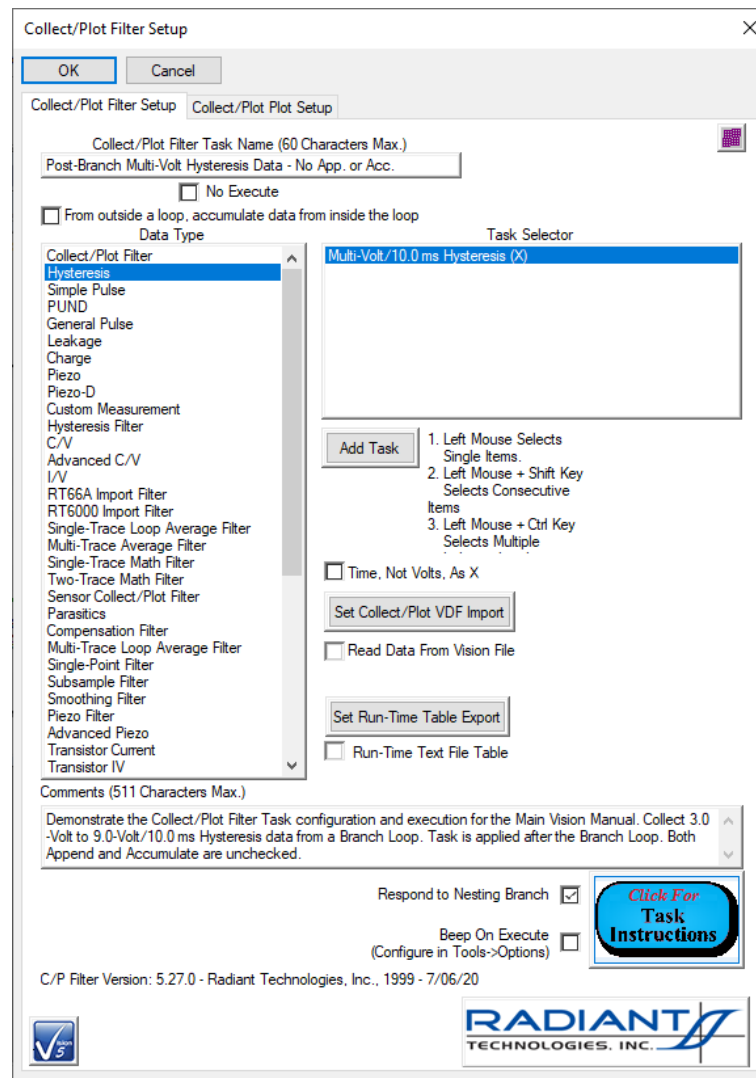 Collect/Plot Filter Setup
OK
Cancel
Collect/Plot Filter Setup
Collect/Plot Plot Setup
Collect/Plot Filter Task Name (60 Characters Max.)
Post-Branch Multi-Volt Hysteresis Data - No App. or Acc.
No Execute
From outside a loop, accumulate data from inside the loop
Data Type
Collect/Plot Filter
Hysteresis
Simple Pulse
PUND
General Pulse
Leakage
Charge
Piezo
Piezo-D
Custom Measurement
Hysteresis Filter
C/V
Advanced C/V
I/V
RT66A Import Filter
RT6000 Import Filter
Single-Trace Loop Average Filter
Multi-Trace Average Filter
Single-Trace Math Filter
Two-Trace Math Filter
Sensor Collect/Plot Filter
Parasitics
Compensation Filter
Multi-Trace Loop Average Filter
Single-Point Filter
Subsample Filter
Smoothing Filter
Piezo Filter
Advanced Piezo
Transistor Current
Transistor IV
Task Selector
Multi-Volt/10.0 ms Hysteresis (X)
Add Task
1. Left Mouse Selects
Single Items.
2. Left Mouse + Shift Key
Selects Consecutive
Items
3. Left Mouse + Ctrl Key
Selects Multiple
Time, Not Volts, As X
Set Collect/Plot VDF Import
Read Data From Vision File
Set Run-Time Table Export
Run-Time Text File Table
Comments (511 Characters Max.)
Demonstrate the Collect/Plot Filter Task configuration and execution for the Main Vision Manual. Collect 3.0
-Volt to 9.0-Volt/10.0 ms Hysteresis data from a Branch Loop. Task is applied after the Branch Loop. Both
Append and Accumulate are unchecked.
Respond to Nesting Branch
Beep On Execute
(Configure in Tools->Options)
Click For
Task
Instructions
C/P Filter Version: 5.27.0 - Radiant Technologies, Inc., 1999 - 7/06/20
Vision
5
RADIANT
TECHNOLOGIES, INC.